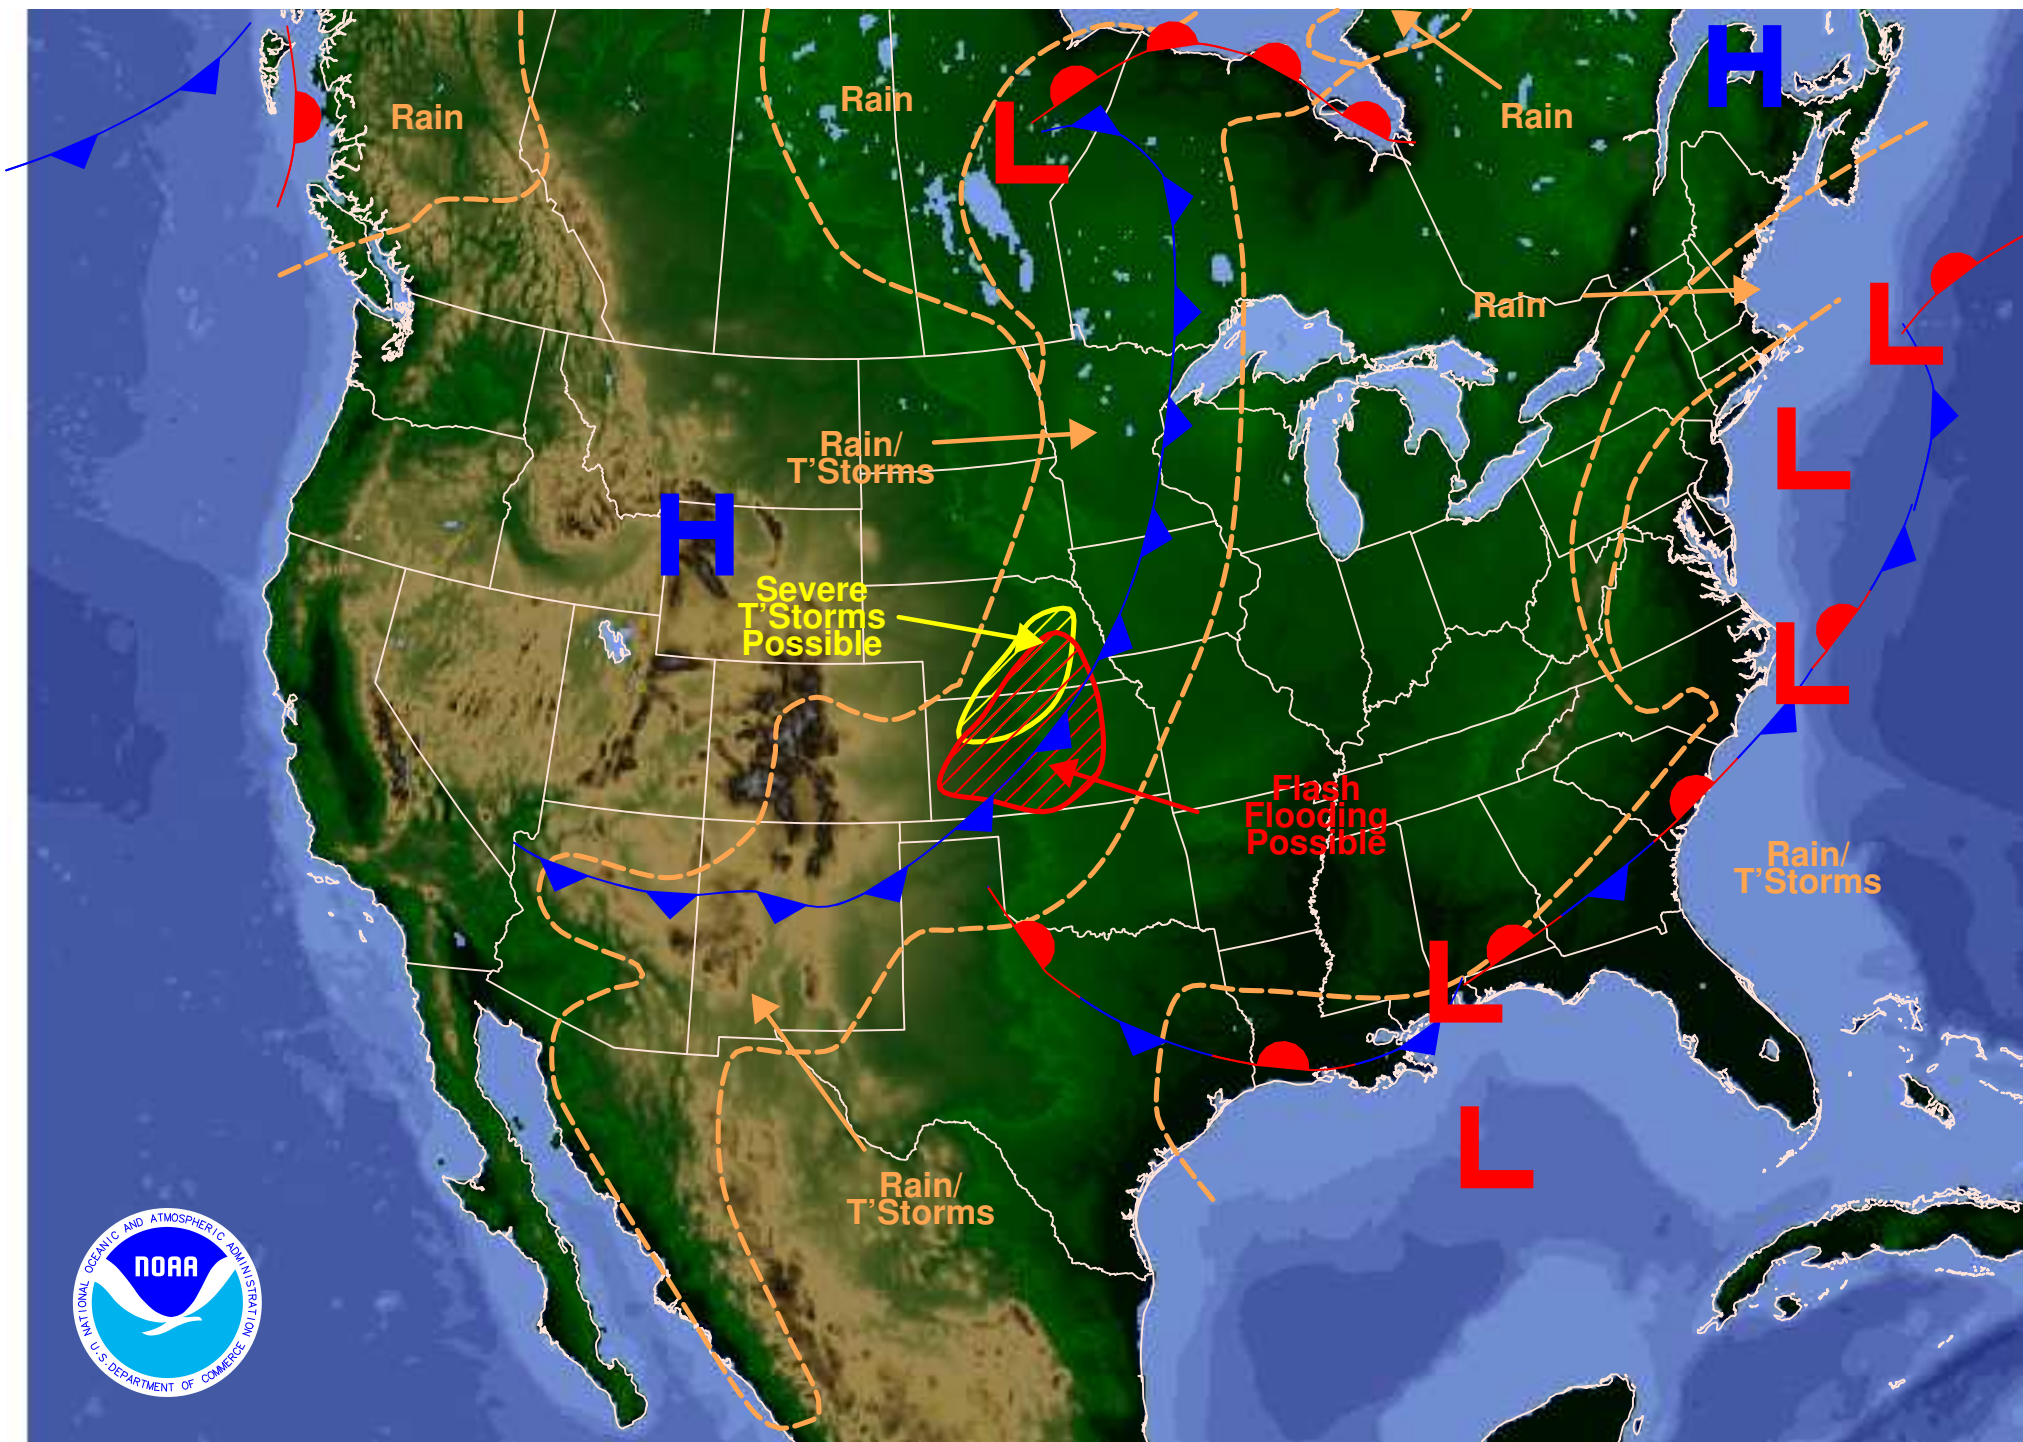 H
Rain
Rain
L
Rain
Rain
L
Rain/
T'Storms
L
H
Severe
T'Storms
Possible
L
Flash
Flooding
Possible
Rain/
T'Storms
L
L
Rain/
T'Storms
NATIONAL OCEANIC AND ATMOSPHERIC ADMINISTRATION
NOAA
U.S. DEPARTMENT OF COMMERCE